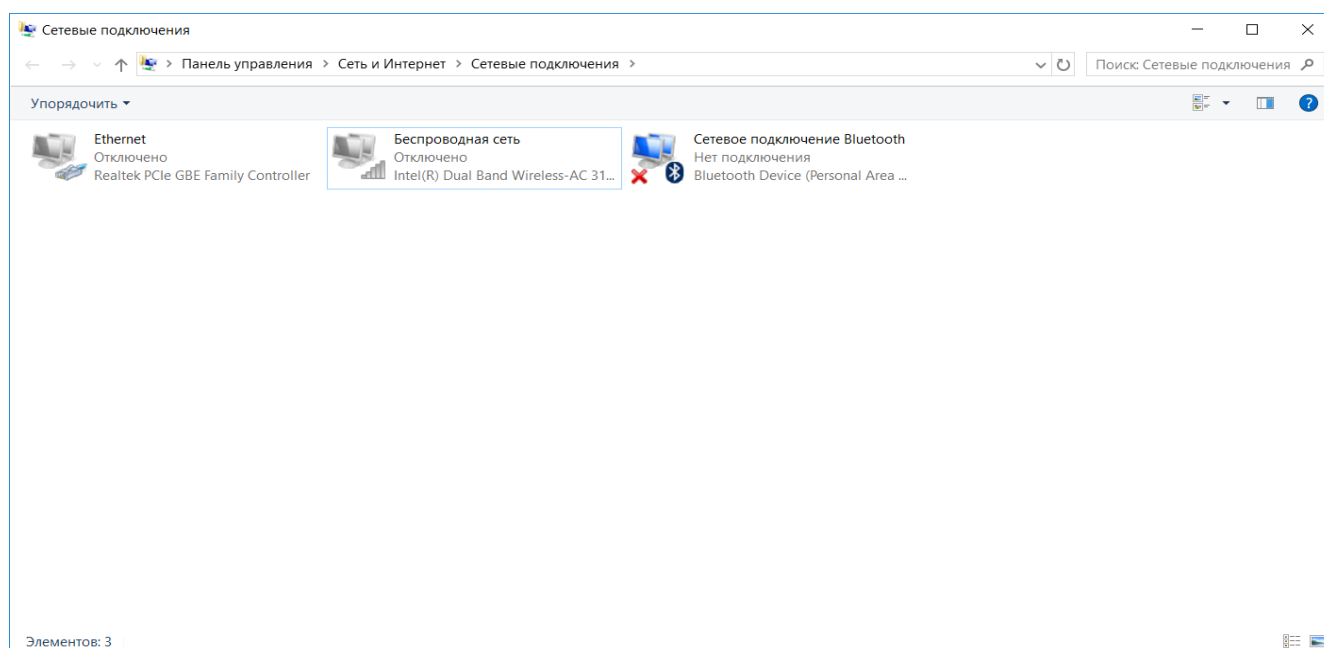 Сетевые подключения
Панель управления > Сеть и Интернет > Сетевые подключения >
Поиск: Сетевые подключения
Упорядочить
Ethernet
Отключено
Realtek PCIe GBE Family Controller
Беспроводная сеть
Отключено
Intel(R) Dual Band Wireless-AC 31...
Сетевое подключение Bluetooth
Нет подключения
Bluetooth Device (Personal Area ...
Элементов: 3